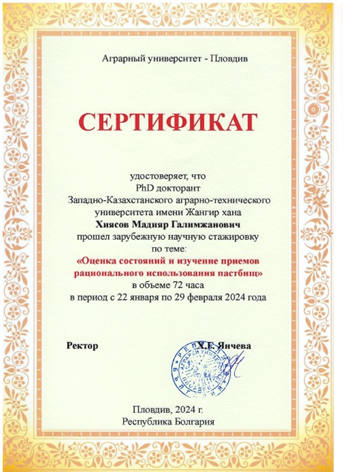 Аграрный университет - Пловдив
СЕРТИФИКАТ
удостоверяет, что
PhD докторант
Западно-Казахстанского аграрно-технического
университета имени Жангир хана
Хиясов Мадияр Галимжанович
прошел зарубежную научную стажировку
по теме:
«Оценка состояний и изучение приемов
рационального использования пастбищ»
в объеме 72 часа
в период с 22 января по 29 февраля 2024 года
Ректор Х.Г. Янчева
Пловдив, 2024 г.
Республика Болгария